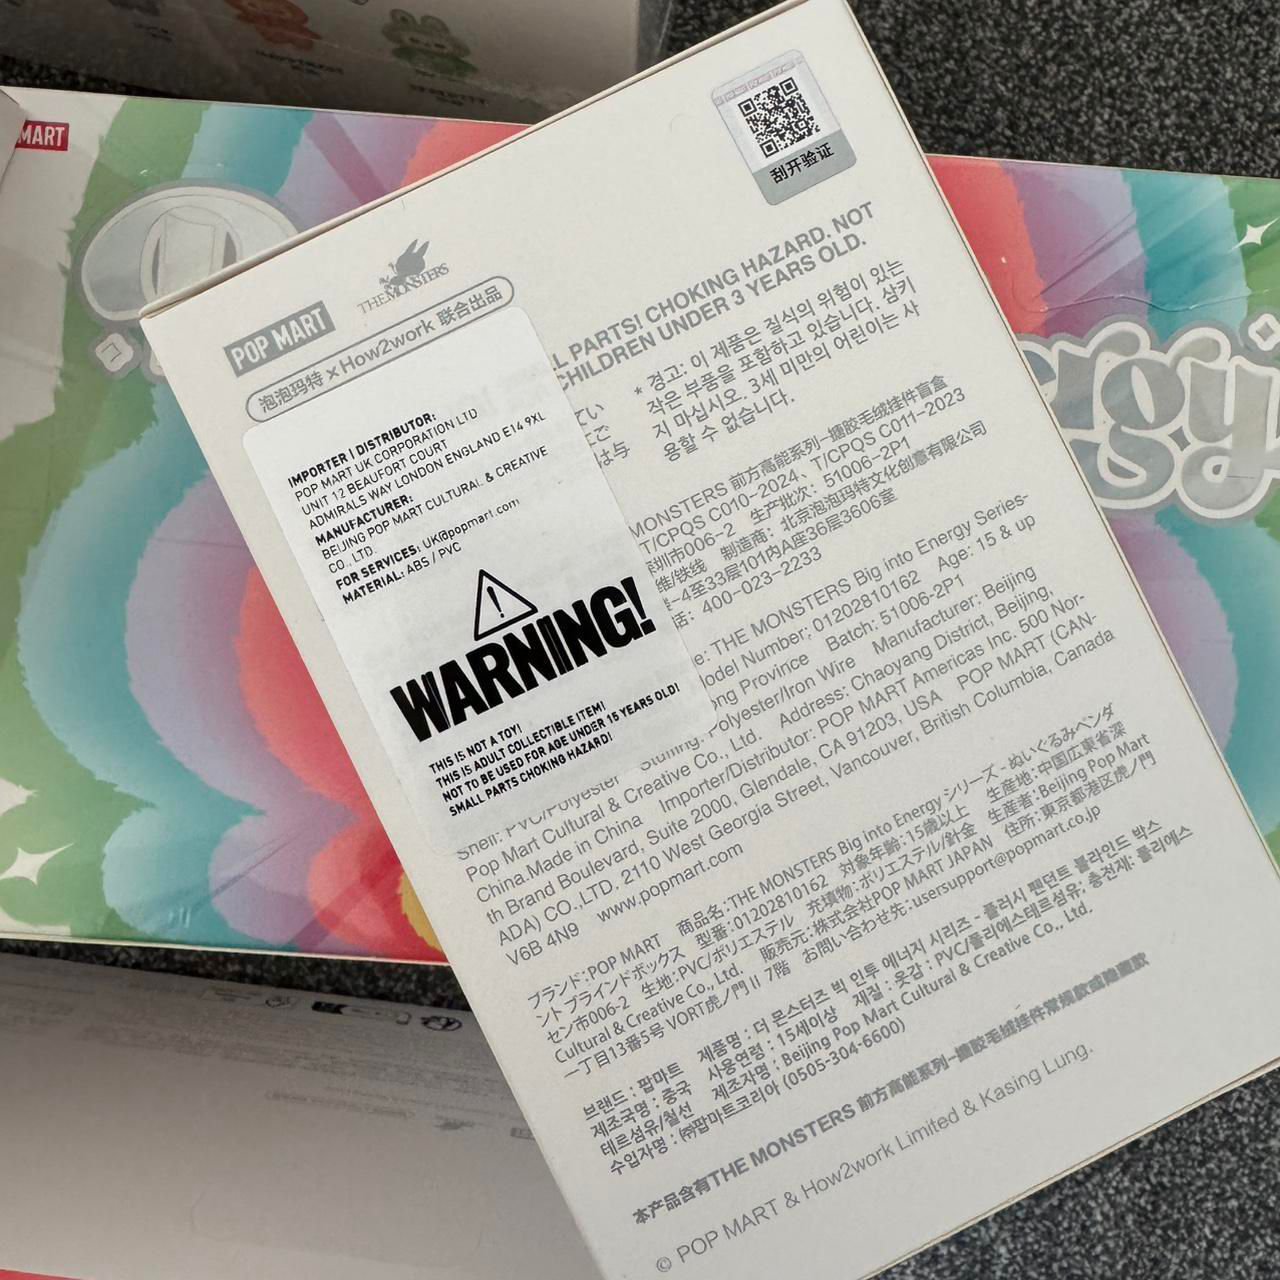 MART
刮开验证
THE MONSTERS
POP MART
泡泡玛特 × How2work 联合出品
L PARTS! CHOKING HAZARD. NOT
CHILDREN UNDER 3 YEARS OLD.
* 경고: 이 제품은 질식의 위험이 있는
작은 부품을 포함하고 있습니다. 삼키
지 마십시오. 3세 미만의 어린이는 사
용할 수 없습니다.
てい
ご
は与
IMPORTER | DISTRIBUTOR:
POP MART UK CORPORATION LTD
UNIT 12 BEAUFORT COURT
ADMIRALS WAY LONDON ENGLAND E14 9XL
MANUFACTURER:
BEIJING POP MART CULTURAL & CREATIVE
CO., LTD.
FOR SERVICES: UK@popmart.com
MATERIAL: ABS / PVC
WARNING!
THIS IS NOT A TOY!
THIS IS ADULT COLLECTIBLE ITEM!
NOT TO BE USED FOR AGE UNDER 15 YEARS OLD!
SMALL PARTS CHOKING HAZARD!
MONSTERS 前方高能系列-搪胶毛绒挂件盲盒
T/CPQS C010-2024、T/CPQS C011-2023
圳市006-2 生产批次: 51006-2P1
维/铁线 制造商: 北京泡泡玛特文化创意有限公司
-4至33层101内A座36层3606室
话: 400-023-2233
e: THE MONSTERS Big into Energy Series-
odel Number: 01202810162 Age: 15 & up
ong Province Batch: 51006-2P1
Polyester/Iron Wire Manufacturer: Beijing
Shell: PVC/Polyester Stuffing:
Pop Mart Cultural & Creative Co., Ltd. Address: Chaoyang District, Beijing,
China.Made in China Importer/Distributor: POP MART Americas Inc. 500 Nor-
th Brand Boulevard, Suite 2000, Glendale, CA 91203, USA POP MART (CAN-
ADA) CO.,LTD. 2110 West Georgia Street, Vancouver, British Columbia, Canada
V6B 4N9 www.popmart.com
ブランド:POP MART 商品名:THE MONSTERS Big into Energy シリーズ - ぬいぐるみペンダ
ントブラインドボックス 型番:01202810162 対象年齢:15歳以上 生産地:中国広東省深
セン市006-2 生地:PVC/ポリエステル 充填物:ポリエステル/針金 生産者:Beijing Pop Mart
Cultural & Creative Co., Ltd. 販売元:株式会社POP MART JAPAN 住所:東京都港区虎ノ門
一丁目13番5号 VORT虎ノ門II 7階 お問い合わせ先:usersupport@popmart.co.jp
브랜드 : 팝마트 제품명 : 더 몬스터즈 빅 인투 에너지 시리즈 - 플러시 펜던트 블라인드 박스
제조국명 : 중국 사용연령 : 15세이상 재질 : 옷감 : PVC/폴리에스테르섬유; 충전재: 폴리에스
테르섬유/철선 제조자명 : Beijing Pop Mart Cultural & Creative Co., Ltd.
수입자명 : ㈜팝마트코리아 (0505-304-6600)
本产品含有THE MONSTERS 前方高能系列-搪胶毛绒挂件常规款或隐藏款
© POP MART & How2work Limited & Kasing Lung.
ergy